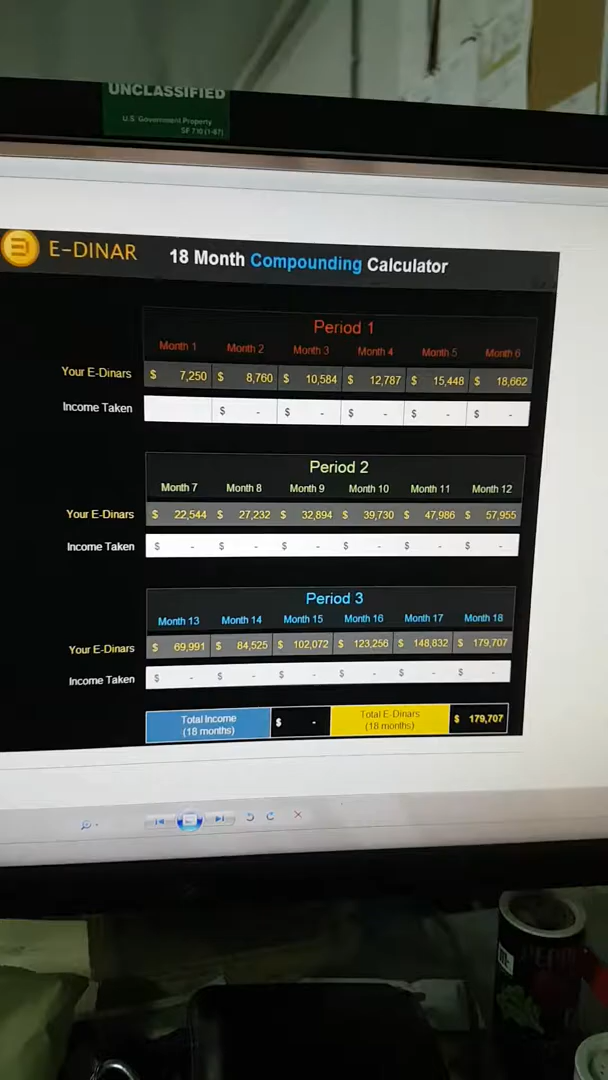 UNCLASSIFIED
U.S. Government Property
SF 710 (1-87)
E-DINAR 18 Month Compounding Calculator
Period 1
Month 1 Month 2 Month 3 Month 4 Month 5 Month 6
Your E-Dinars $ 7,250 $ 8,760 $ 10,584 $ 12,787 $ 15,448 $ 18,662
Income Taken $ - $ - $ - $ - $ -
Period 2
Month 7 Month 8 Month 9 Month 10 Month 11 Month 12
Your E-Dinars $ 22,544 $ 27,232 $ 32,894 $ 39,730 $ 47,986 $ 57,955
Income Taken $ - $ - $ - $ - $ - $ -
Period 3
Month 13 Month 14 Month 15 Month 16 Month 17 Month 18
Your E-Dinars $ 69,991 $ 84,525 $ 102,072 $ 123,256 $ 148,832 $ 179,707
Income Taken $ - $ - $ - $ - $ - $ -
Total Income $ - Total E-Dinars $ 179,707
(18 months) (18 months)